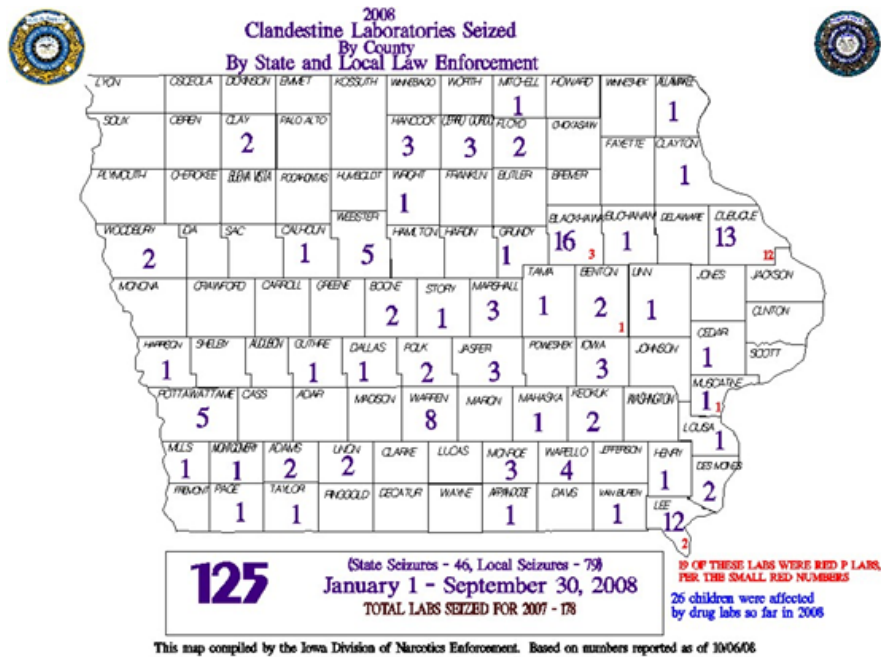 2008
Clandestine Laboratories Seized
By County
By State and Local Law Enforcement
LYON OSCEOLA DICKINSON EMMET KOSSUTH WINNEBAGO WORTH MITCHELL HOWARD WINNESHIEK ALLAMAKEE
1 1
SIOUX OBRIEN CLAY PALO ALTO HANCOCK CERRO GORDO FLOYD CHICKASAW
2 3 3 2
FAYETTE CLAYTON
1
PLYMOUTH CHEROKEE BUENA VISTA POCAHONTAS HUMBOLDT WRIGHT FRANKLIN BUTLER BREMER
1
WOODBURY IDA SAC CALHOUN WEBSTER HAMILTON HARDIN GRUNDY BLACKHAWK BUCHANAN DELAWARE DUBUQUE
2 1 5 1 16 3 1 13 12
MONONA CRAWFORD CARROLL GREENE BOONE STORY MARSHALL TAMA BENTON LINN JONES JACKSON
2 1 3 1 2 1 1
CLINTON
HARRISON SHELBY AUDUBON GUTHRIE DALLAS POLK JASPER POWESHIEK IOWA JOHNSON CEDAR SCOTT
1 1 1 2 3 3 1
POTTAWATTAMIE CASS ADAIR MADISON WARREN MARION MAHASKA KEOKUK WASHINGTON MUSCATINE
5 8 1 2 1 1
LOUISA
1
MILLS MONTGOMERY ADAMS UNION CLARKE LUCAS MONROE WAPELLO JEFFERSON HENRY DES MOINES
1 1 2 2 3 4 1 2
FREMONT PAGE TAYLOR RINGGOLD DECATUR WAYNE APPANOOSE DAVIS VAN BUREN LEE
1 1 1 1 12 2
125
(State Seizures - 46, Local Seizures - 79)
January 1 - September 30, 2008
TOTAL LABS SEIZED FOR 2007 - 178
19 OF THESE LABS WERE RED P LABS,
PER THE SMALL RED NUMBERS
26 children were affected
by drug labs so far in 2008
This map compiled by the Iowa Division of Narcotics Enforcement. Based on numbers reported as of 10/06/08